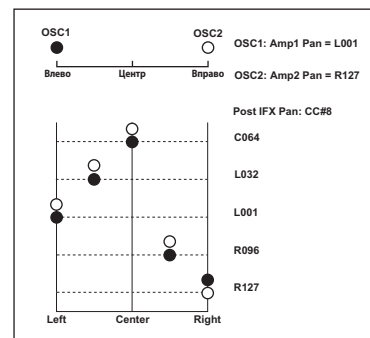 OSC1 OSC2
OSC1: Amp1 Pan = L001
Влево Центр Вправо
OSC2: Amp2 Pan = R127
Post IFX Pan: CC#8
C064
L032
L001
R096
R127
Left Center Right